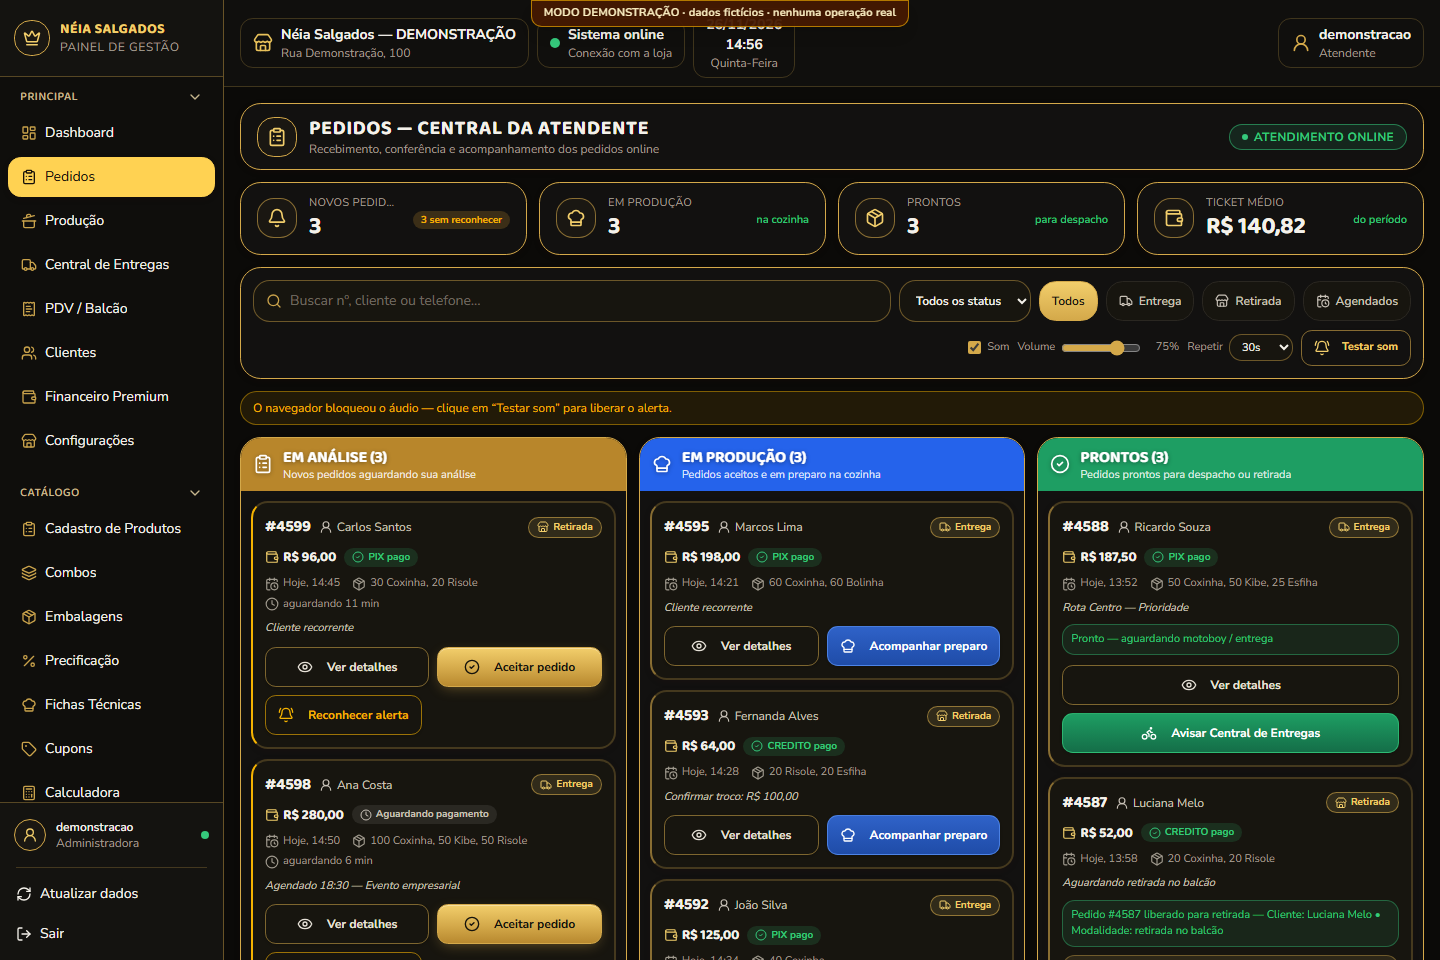 MODO DEMONSTRAÇÃO · dados fictícios · nenhuma operação real
NÉIA SALGADOS
PAINEL DE GESTÃO
Néia Salgados — DEMONSTRAÇÃO
Rua Demonstração, 100
Sistema online
Conexão com a loja
14:56
Quinta-Feira
demonstracao
Atendente
PRINCIPAL
Dashboard
Pedidos
Produção
Central de Entregas
PDV / Balcão
Clientes
Financeiro Premium
Configurações
CATÁLOGO
Cadastro de Produtos
Combos
Embalagens
Precificação
Fichas Técnicas
Cupons
Calculadora
demonstracao
Administradora
Atualizar dados
Sair
PEDIDOS — CENTRAL DA ATENDENTE
Recebimento, conferência e acompanhamento dos pedidos online
ATENDIMENTO ONLINE
NOVOS PEDID...
3
3 sem reconhecer
EM PRODUÇÃO
3
na cozinha
PRONTOS
3
para despacho
TICKET MÉDIO
R$ 140,82
do período
Buscar nº, cliente ou telefone...
Todos os status
Todos
Entrega
Retirada
Agendados
Som
Volume
75%
Repetir
30s
Testar som
O navegador bloqueou o áudio — clique em “Testar som” para liberar o alerta.
EM ANÁLISE (3)
Novos pedidos aguardando sua análise
#4599 Carlos Santos Retirada
R$ 96,00 PIX pago
Hoje, 14:45 30 Coxinha, 20 Risole
aguardando 11 min
Cliente recorrente
Ver detalhes
Aceitar pedido
Reconhecer alerta
#4598 Ana Costa Entrega
R$ 280,00 Aguardando pagamento
Hoje, 14:50 100 Coxinha, 50 Kibe, 50 Risole
aguardando 6 min
Agendado 18:30 — Evento empresarial
Ver detalhes
Aceitar pedido
EM PRODUÇÃO (3)
Pedidos aceitos e em preparo na cozinha
#4595 Marcos Lima Entrega
R$ 198,00 PIX pago
Hoje, 14:21 60 Coxinha, 60 Bolinha
Cliente recorrente
Ver detalhes
Acompanhar preparo
#4593 Fernanda Alves Retirada
R$ 64,00 CREDITO pago
Hoje, 14:28 20 Risole, 20 Esfiha
Confirmar troco: R$ 100,00
Ver detalhes
Acompanhar preparo
#4592 João Silva Entrega
R$ 125,00 PIX pago
PRONTOS (3)
Pedidos prontos para despacho ou retirada
#4588 Ricardo Souza Entrega
R$ 187,50 PIX pago
Hoje, 13:52 50 Coxinha, 50 Kibe, 25 Esfiha
Rota Centro — Prioridade
Pronto — aguardando motoboy / entrega
Ver detalhes
Avisar Central de Entregas
#4587 Luciana Melo Retirada
R$ 52,00 CREDITO pago
Hoje, 13:58 20 Coxinha, 20 Risole
Aguardando retirada no balcão
Pedido #4587 liberado para retirada — Cliente: Luciana Melo •
Modalidade: retirada no balcão